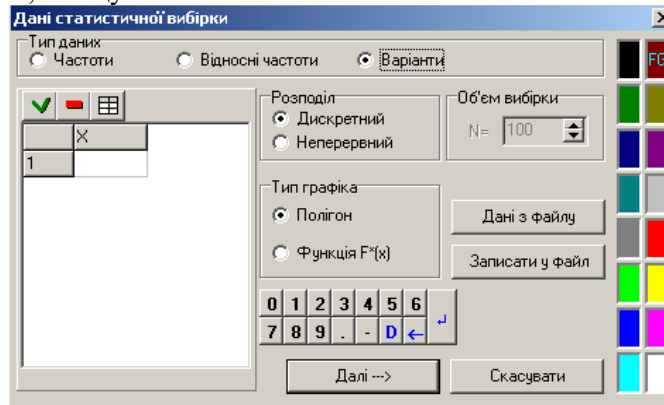 Дані статистичної вибірки
Тип даних
Частоти Відносні частоти Варіанти
FG
X
1
Розподіл
Дискретний
Неперервний
Об'єм вибірки
N= 100
Тип графіка
Полігон
Функція F*(x)
Дані з файлу
Записати у файл
0 1 2 3 4 5 6
7 8 9 . - D ←
Далі --->
Скасувати